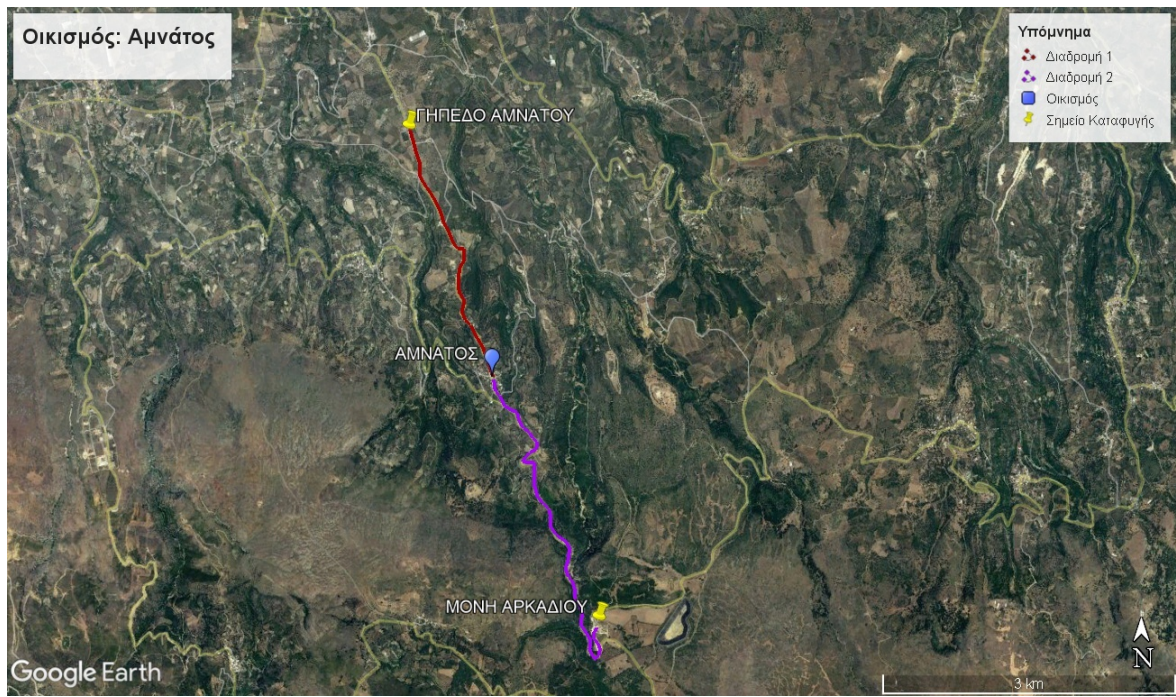 Οικισμός: Αμνάτος
Υπόμνημα
Διαδρομή 1
Διαδρομή 2
Οικισμός
Σημείο Καταφυγής
ΓΗΠΕΔΟ ΑΜΝΑΤΟΥ
ΑΜΝΑΤΟΣ
ΜΟΝΗ ΑΡΚΑΔΙΟΥ
Google Earth
N
3 km